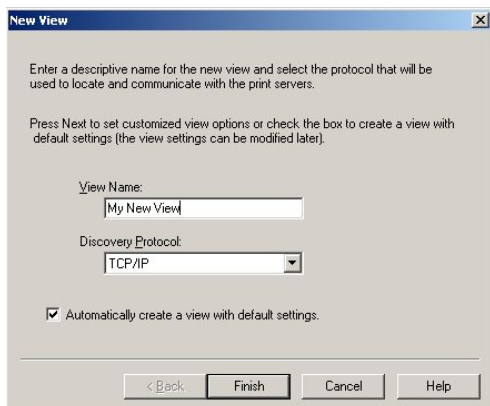 New View
Enter a descriptive name for the new view and select the protocol that will be
used to locate and communicate with the print servers.
Press Next to set customized view options or check the box to create a view with
default settings (the view settings can be modified later).
View Name:
My New View
Discovery Protocol:
TCP/IP
Automatically create a view with default settings.
< Back Finish Cancel Help